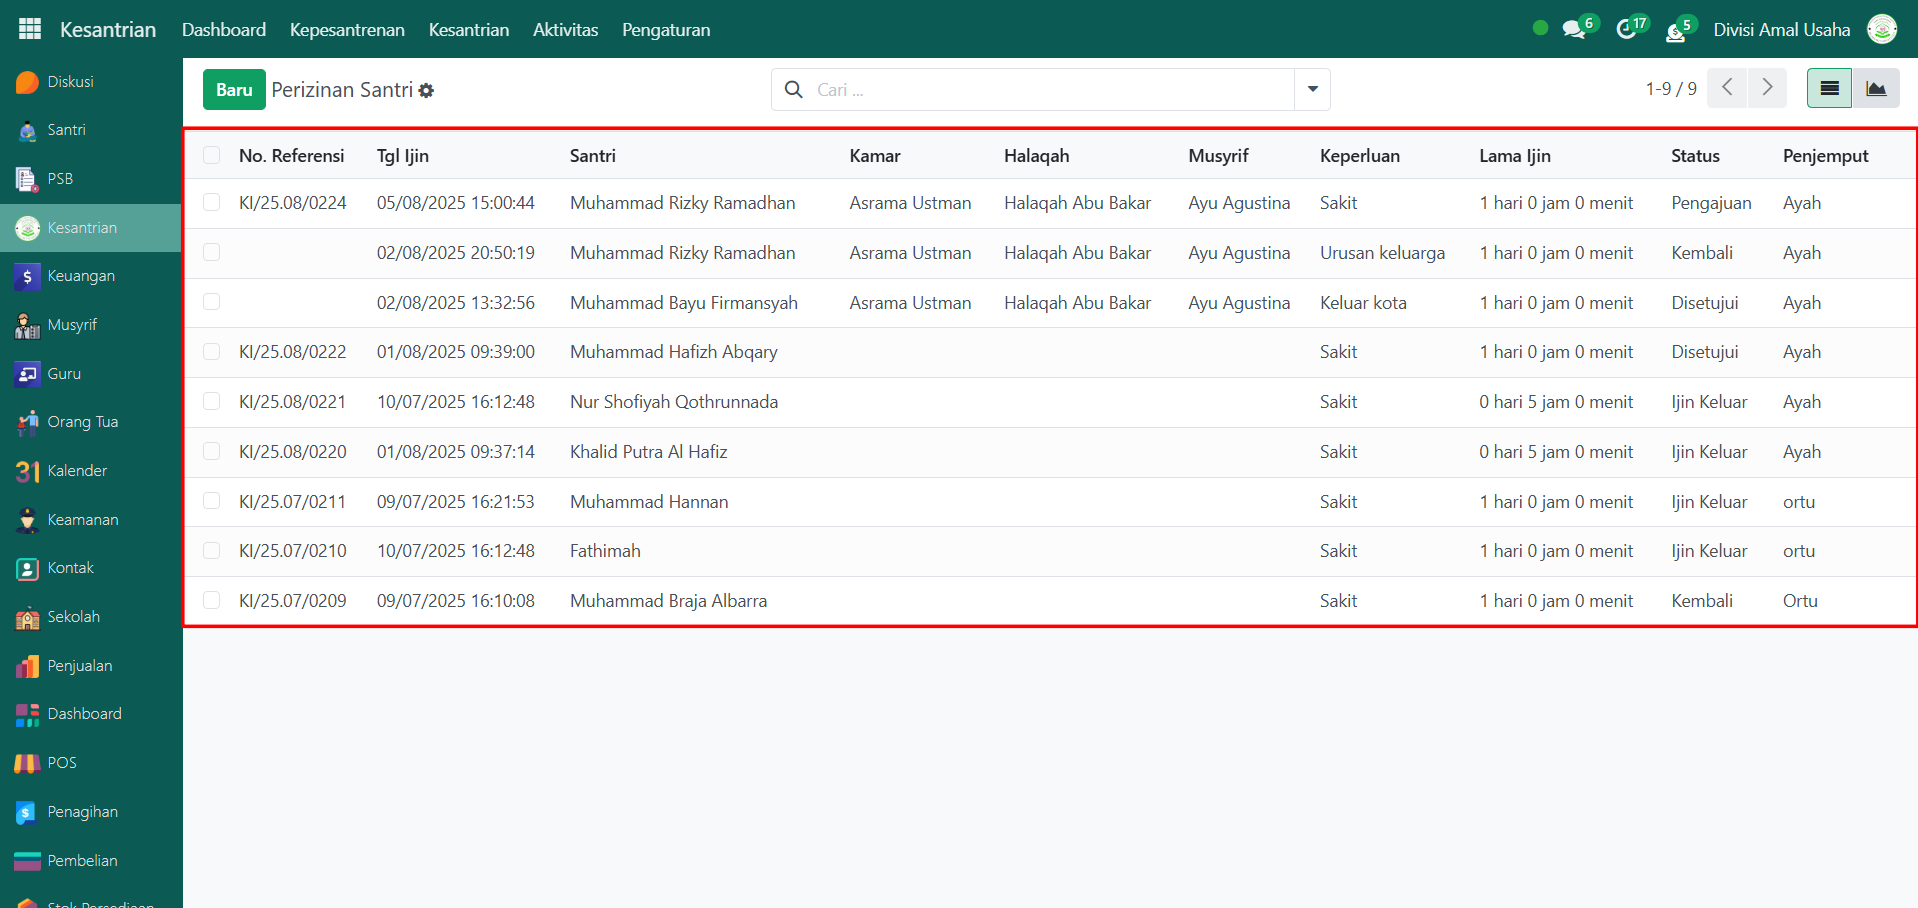 Kesantrian Dashboard Kepesantrenan Kesantrian Aktivitas Pengaturan 6 17 5 Divisi Amal Usaha
Diskusi
Santri
PSB
Kesantrian
Keuangan
Musyrif
Guru
Orang Tua
31 Kalender
Keamanan
Kontak
Sekolah
Penjualan
Dashboard
POS
Penagihan
Pembelian
Stok Persediaan
Baru Perizinan Santri Cari ... 1-9 / 9
No. Referensi Tgl Ijin Santri Kamar Halaqah Musyrif Keperluan Lama Ijin Status Penjemput
KI/25.08/0224 05/08/2025 15:00:44 Muhammad Rizky Ramadhan Asrama Ustman Halaqah Abu Bakar Ayu Agustina Sakit 1 hari 0 jam 0 menit Pengajuan Ayah
02/08/2025 20:50:19 Muhammad Rizky Ramadhan Asrama Ustman Halaqah Abu Bakar Ayu Agustina Urusan keluarga 1 hari 0 jam 0 menit Kembali Ayah
02/08/2025 13:32:56 Muhammad Bayu Firmansyah Asrama Ustman Halaqah Abu Bakar Ayu Agustina Keluar kota 1 hari 0 jam 0 menit Disetujui Ayah
KI/25.08/0222 01/08/2025 09:39:00 Muhammad Hafizh Abqary Sakit 1 hari 0 jam 0 menit Disetujui Ayah
KI/25.08/0221 10/07/2025 16:12:48 Nur Shofiyah Qothrunnada Sakit 0 hari 5 jam 0 menit Ijin Keluar Ayah
KI/25.08/0220 01/08/2025 09:37:14 Khalid Putra Al Hafiz Sakit 0 hari 5 jam 0 menit Ijin Keluar Ayah
KI/25.07/0211 09/07/2025 16:21:53 Muhammad Hannan Sakit 1 hari 0 jam 0 menit Ijin Keluar ortu
KI/25.07/0210 10/07/2025 16:12:48 Fathimah Sakit 1 hari 0 jam 0 menit Ijin Keluar ortu
KI/25.07/0209 09/07/2025 16:10:08 Muhammad Braja Albarra Sakit 1 hari 0 jam 0 menit Kembali Ortu